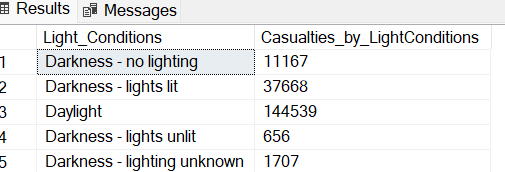 Results Messages
Light_Conditions Casualties_by_LightConditions
1 Darkness - no lighting 11167
2 Darkness - lights lit 37668
3 Daylight 144539
4 Darkness - lights unlit 656
5 Darkness - lighting unknown 1707